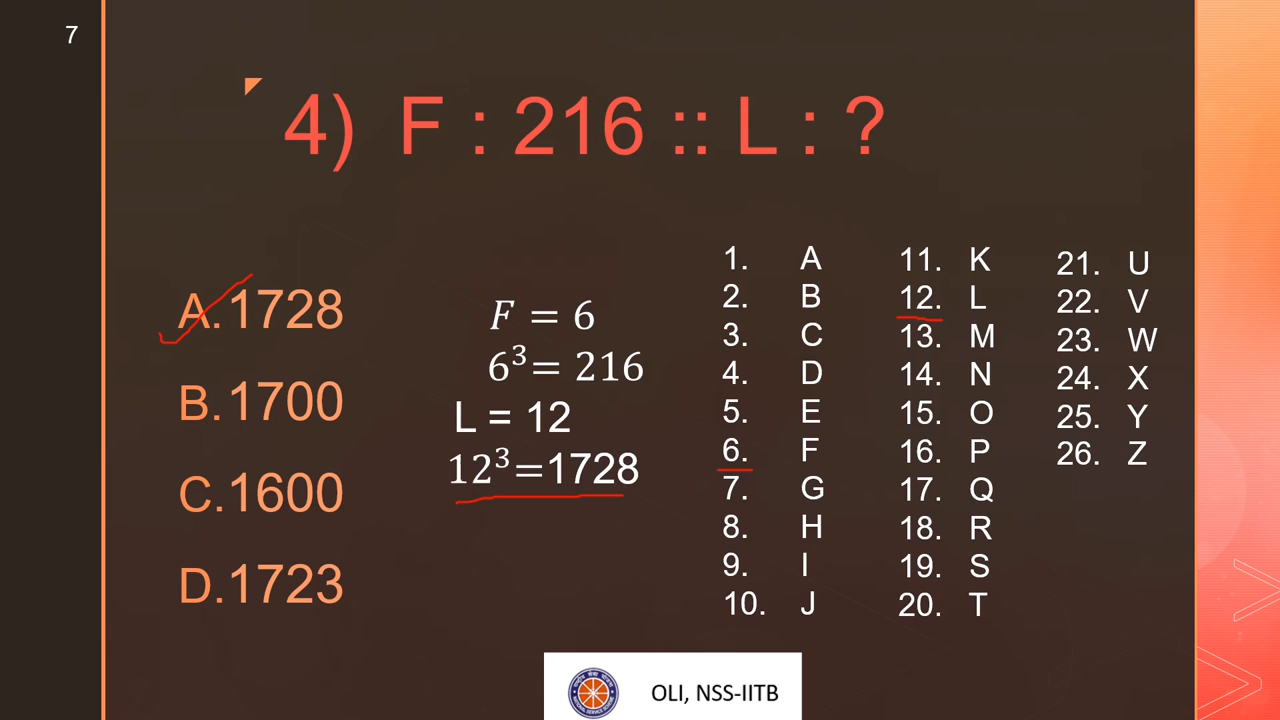 7
4) F : 216 :: L : ?
A.1728
B.1700
C.1600
D.1723
F = 6
6³= 216
L = 12
12³=1728
1. A
2. B
3. C
4. D
5. E
6. F
7. G
8. H
9. I
10. J
11. K
12. L
13. M
14. N
15. O
16. P
17. Q
18. R
19. S
20. T
21. U
22. V
23. W
24. X
25. Y
26. Z
OLI, NSS-IITB